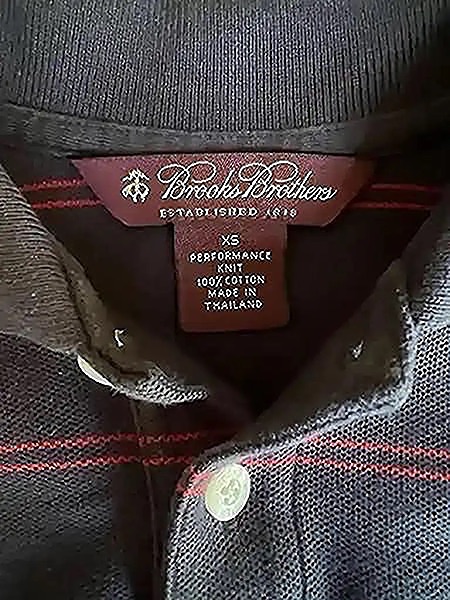 Brooks Brothers
ESTABLISHED 1818
XS
PERFORMANCE
KNIT
100% COTTON
MADE IN
THAILAND